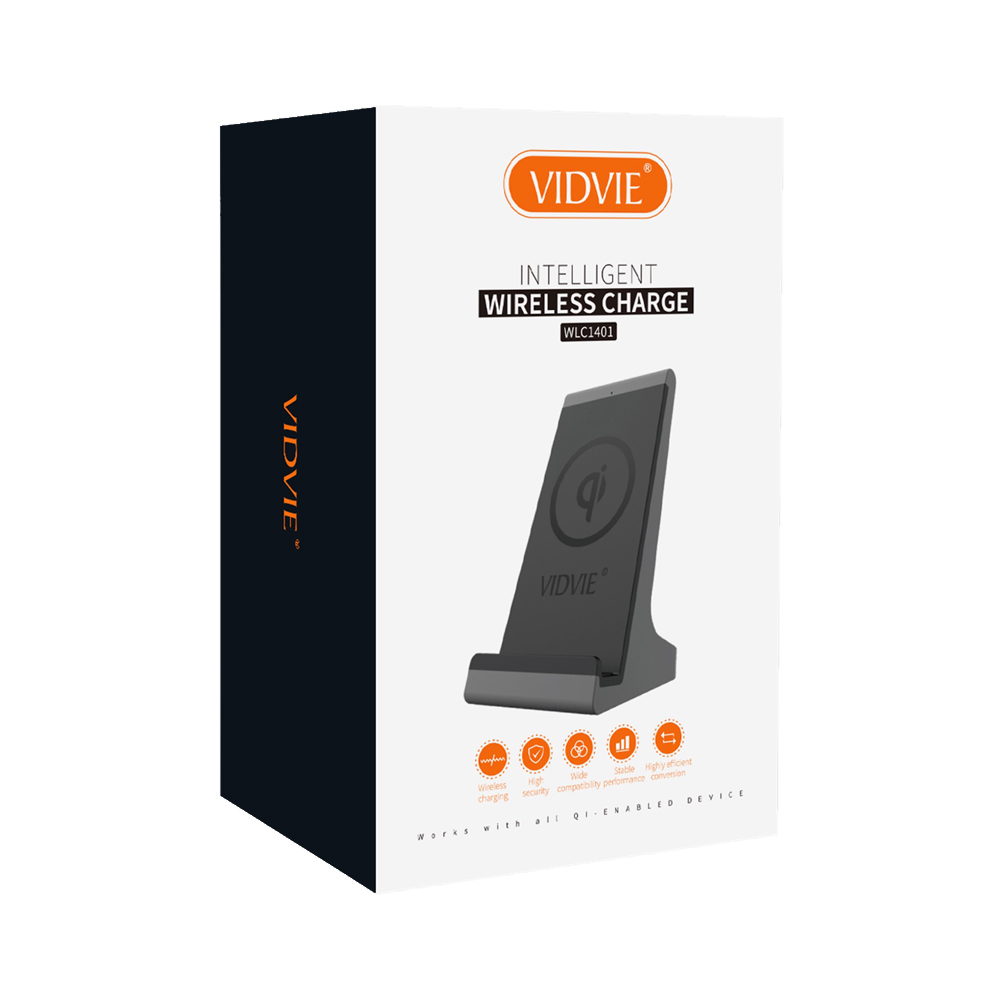 VIDVIE®
INTELLIGENT
WIRELESS CHARGE
WLC1401
qi
VIDVIE®
Wireless charging
High security
Wide compatibility
Stable performance
Highly efficient conversion
Works with all QI-ENABLED DEVICE
VIDVIE®